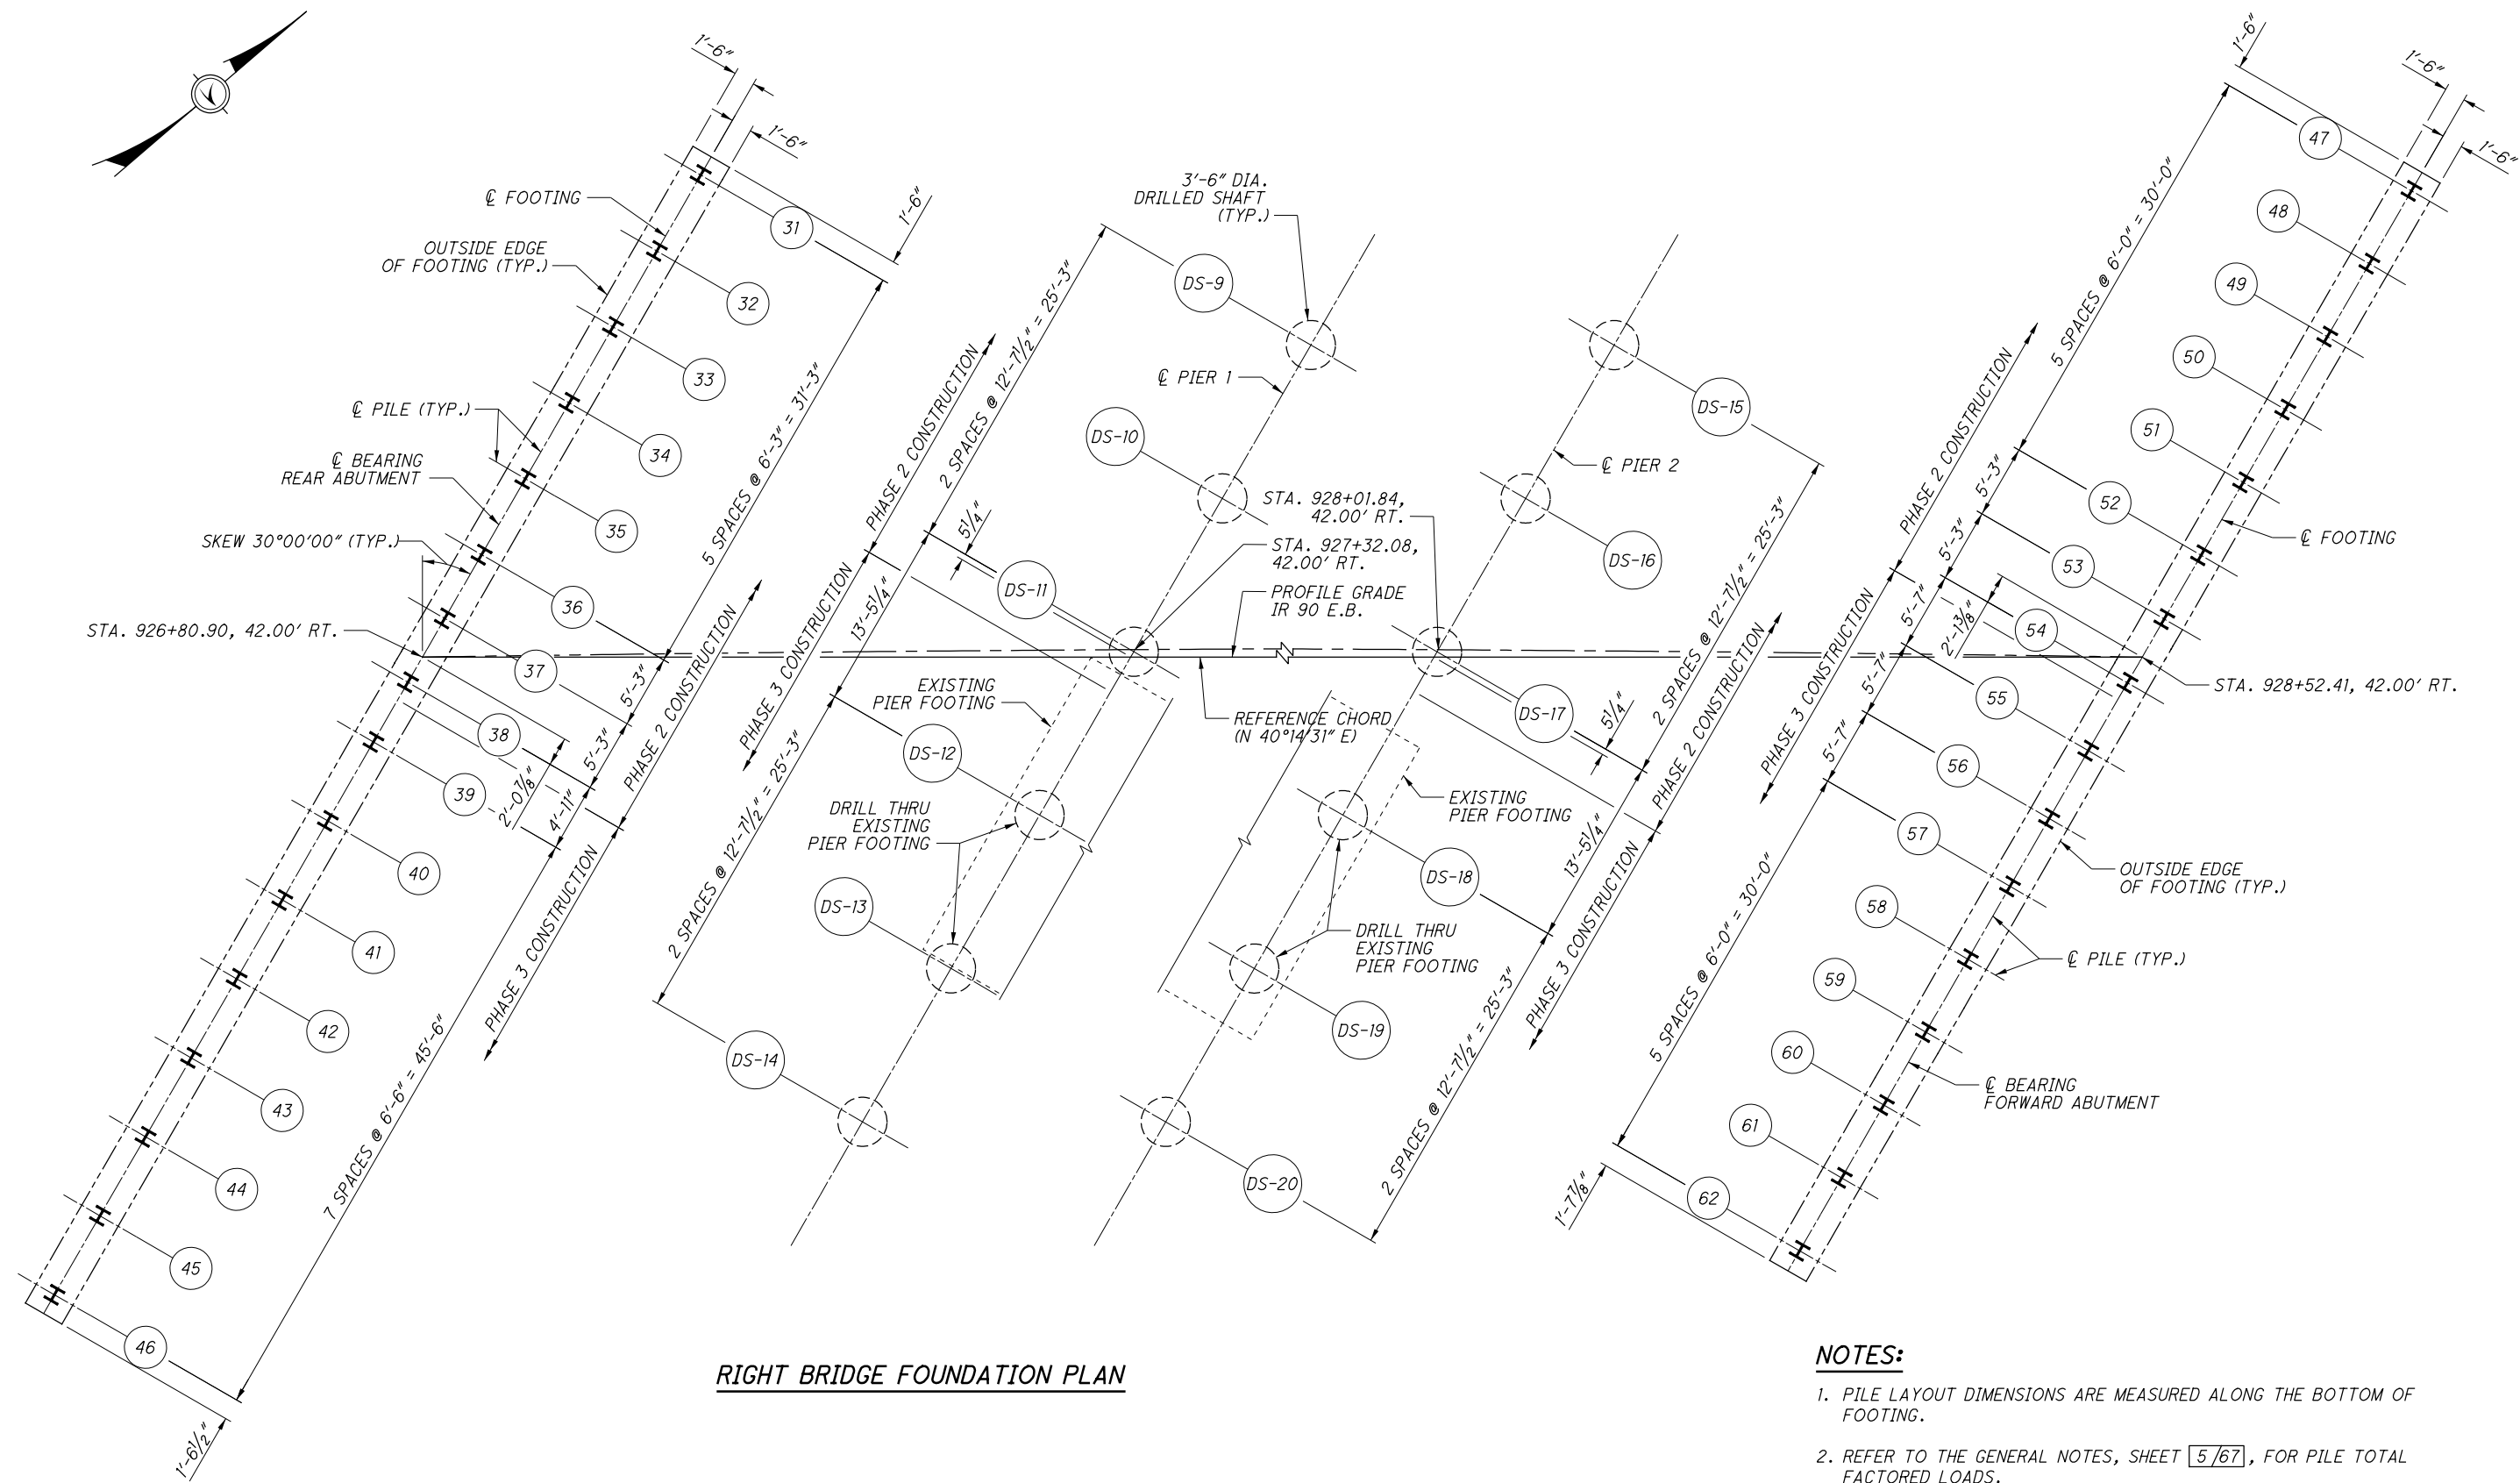 1'-6"
1'-6"
1'-6"
℄ FOOTING
OUTSIDE EDGE
OF FOOTING (TYP.)
℄ PILE (TYP.)
℄ BEARING
REAR ABUTMENT
SKEW 30°00'00" (TYP.)
STA. 926+80.90, 42.00' RT.
31
32
33
34
35
36
37
38
39
40
41
42
43
44
45
46
5 SPACES @ 6'-3" = 31'-3"
5'-3"
5'-3"
4'-11"
2'-0⅞"
7 SPACES @ 6'-6" = 45'-6"
1'-6½"
PHASE 2 CONSTRUCTION
PHASE 3 CONSTRUCTION
PHASE 2 CONSTRUCTION
PHASE 3 CONSTRUCTION
2 SPACES @ 12'-7½" = 25'-3"
5¼"
13'-5¼"
2 SPACES @ 12'-7½" = 25'-3"
3'-6" DIA.
DRILLED SHAFT
(TYP.)
DS-9
DS-10
DS-11
DS-12
DS-13
DS-14
℄ PIER 1
℄ PIER 2
STA. 928+01.84,
42.00' RT.
STA. 927+32.08,
42.00' RT.
PROFILE GRADE
IR 90 E.B.
EXISTING
PIER FOOTING
REFERENCE CHORD
(N 40°14'31" E)
DRILL THRU
EXISTING
PIER FOOTING
EXISTING
PIER FOOTING
DRILL THRU
EXISTING
PIER FOOTING
DS-15
DS-16
DS-17
DS-18
DS-19
DS-20
2 SPACES @ 12'-7½" = 25'-3"
5¼"
13'-5¼"
2 SPACES @ 12'-7½" = 25'-3"
PHASE 2 CONSTRUCTION
PHASE 3 CONSTRUCTION
PHASE 2 CONSTRUCTION
PHASE 3 CONSTRUCTION
1'-6"
1'-6"
1'-6"
5 SPACES @ 6'-0" = 30'-0"
5'-3"
5'-3"
5'-7"
5'-7"
5'-7"
2'-1⅜"
5 SPACES @ 6'-0" = 30'-0"
1'-7⅞"
47
48
49
50
51
52
53
54
55
56
57
58
59
60
61
62
℄ FOOTING
STA. 928+52.41, 42.00' RT.
OUTSIDE EDGE
OF FOOTING (TYP.)
℄ PILE (TYP.)
℄ BEARING
FORWARD ABUTMENT
RIGHT BRIDGE FOUNDATION PLAN
NOTES:
1. PILE LAYOUT DIMENSIONS ARE MEASURED ALONG THE BOTTOM OF
FOOTING.
2. REFER TO THE GENERAL NOTES, SHEET 5/67, FOR PILE TOTAL
FACTORED LOADS.